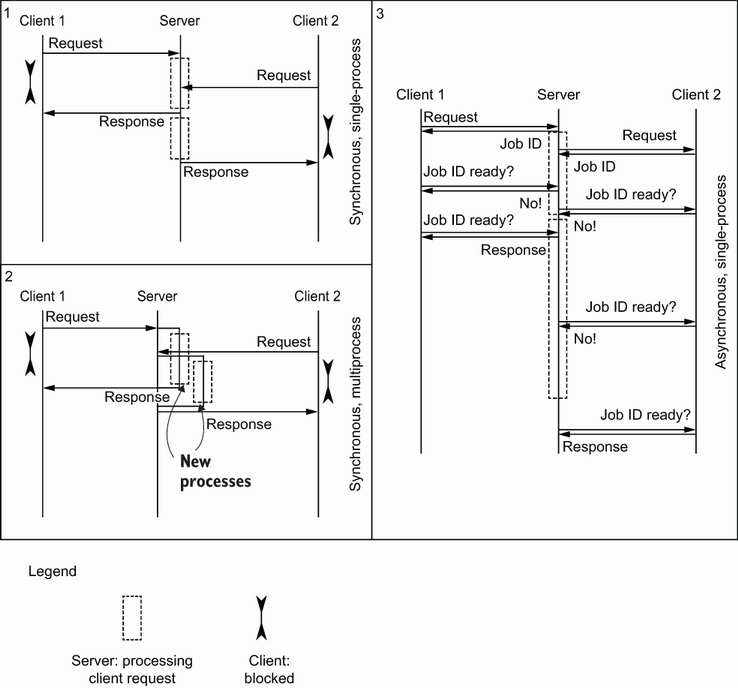 1
Client 1
Server
Client 2
Request
Request
Response
Response
Synchronous, single-process
2
Client 1
Server
Client 2
Request
Request
Response
Response
New
processes
Synchronous, multiprocess
3
Client 1
Server
Client 2
Request
Job ID
Request
Job ID
Job ID ready?
No!
Job ID ready?
No!
Job ID ready?
Response
Job ID ready?
No!
Job ID ready?
Response
Asynchronous, single-process
Legend
Server: processing
client request
Client:
blocked